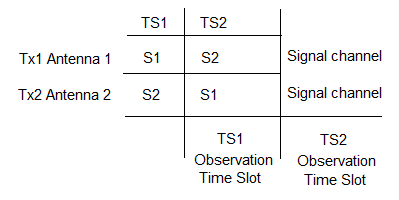 TS1 TS2
Tx1 Antenna 1 S1 S2 Signal channel
Tx2 Antenna 2 S2 S1 Signal channel
TS1 TS2
Observation Observation
Time Slot Time Slot